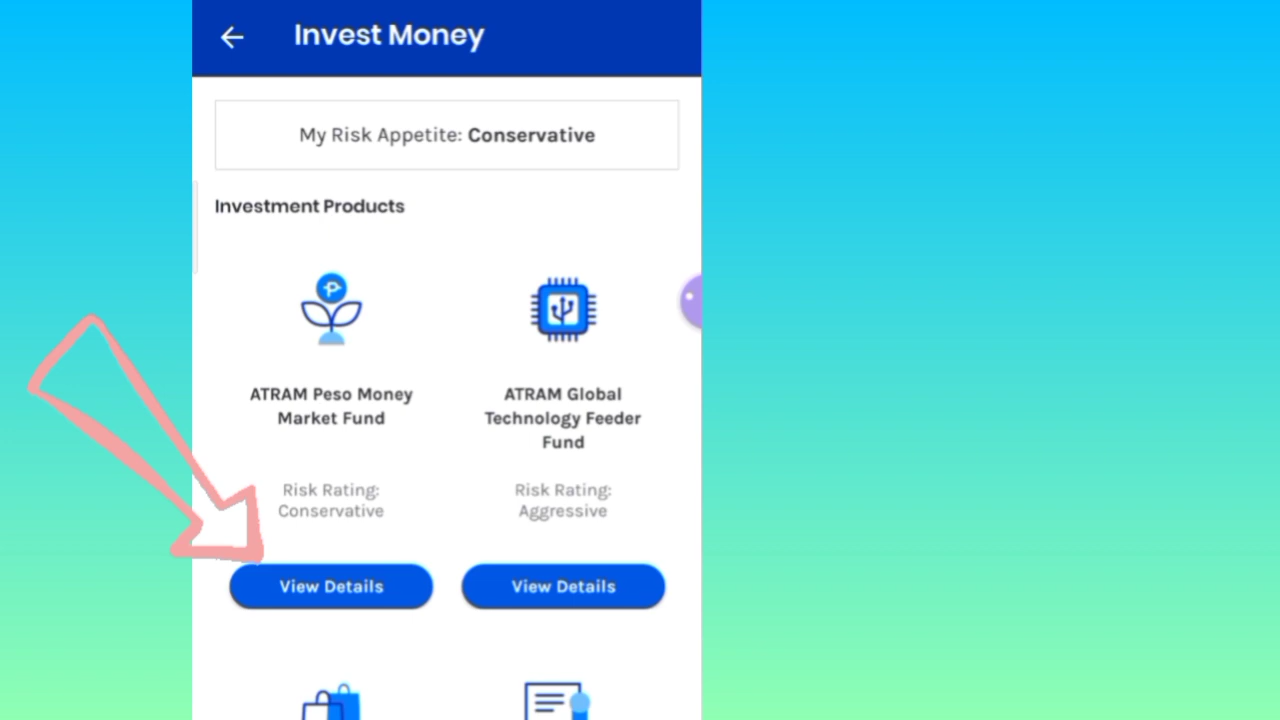 Invest Money
My Risk Appetite: Conservative
Investment Products
ATRAM Peso Money
Market Fund
Risk Rating:
Conservative
View Details
ATRAM Global
Technology Feeder
Fund
Risk Rating:
Aggressive
View Details